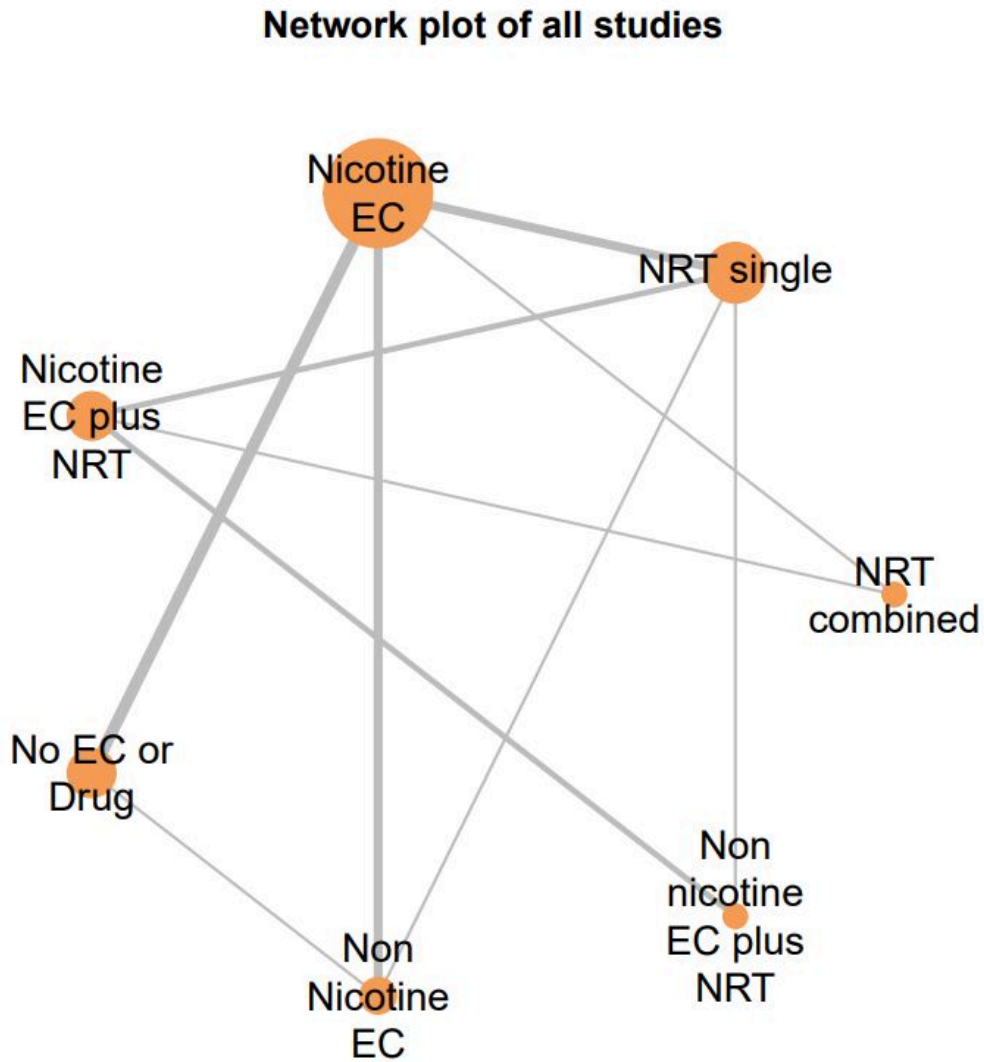 Network plot of all studies
Nicotine
EC
NRT single
Nicotine
EC plus
NRT
NRT
combined
No EC or
Drug
Non
nicotine
EC plus
NRT
Non
Nicotine
EC